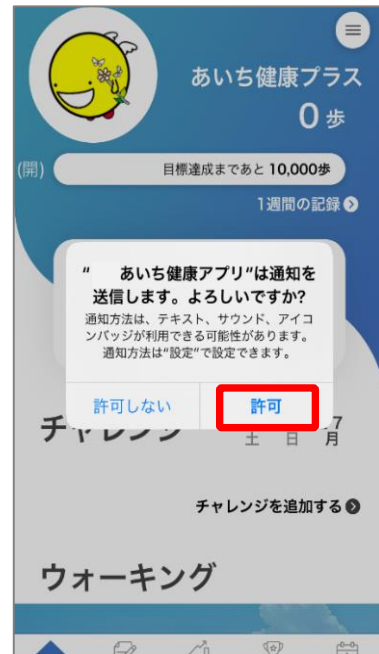 あいち健康プラス
0 歩
(開)
目標達成まであと 10,000歩
1週間の記録
" あいち健康アプリ"は通知を
送信します。よろしいですか?
通知方法は、テキスト、サウンド、アイコ
ンバッジが利用できる可能性があります。
通知方法は"設定"で設定できます。
許可しない
許可
チャレンジ
7
土 日 月
チャレンジを追加する
ウォーキング